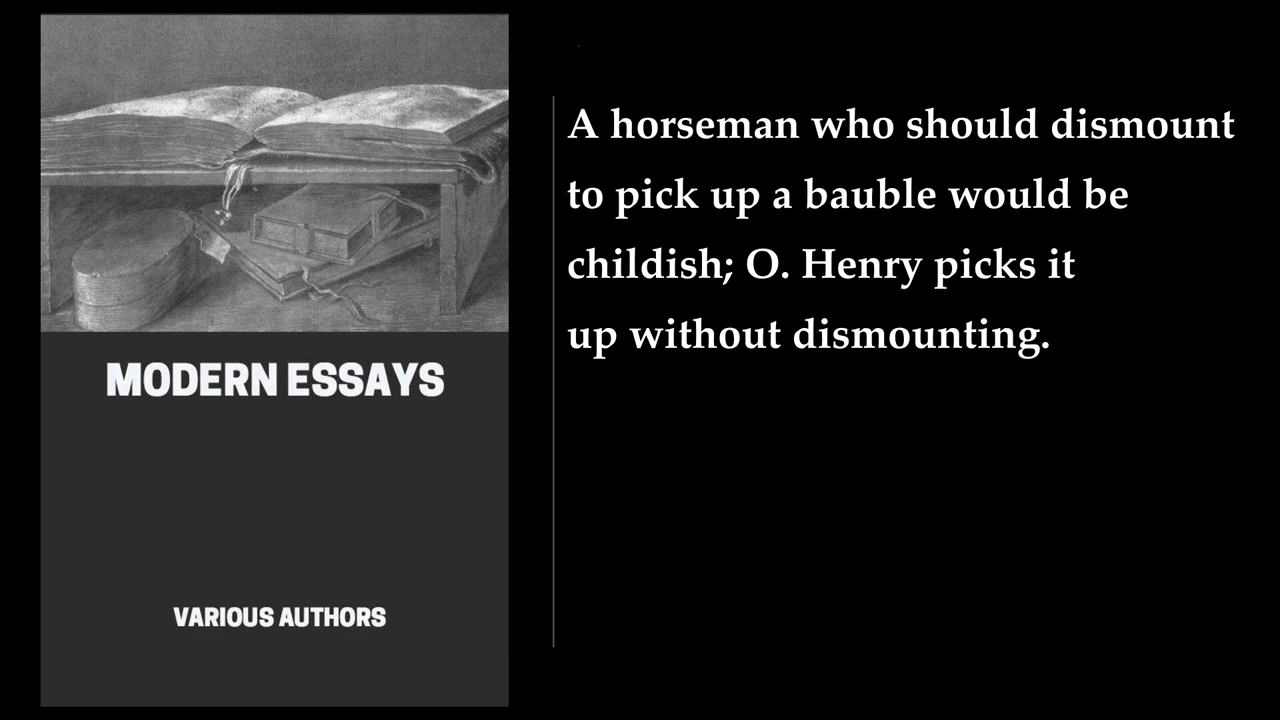 MODERN ESSAYS
VARIOUS AUTHORS
A horseman who should dismount
to pick up a bauble would be
childish; O. Henry picks it
up without dismounting.